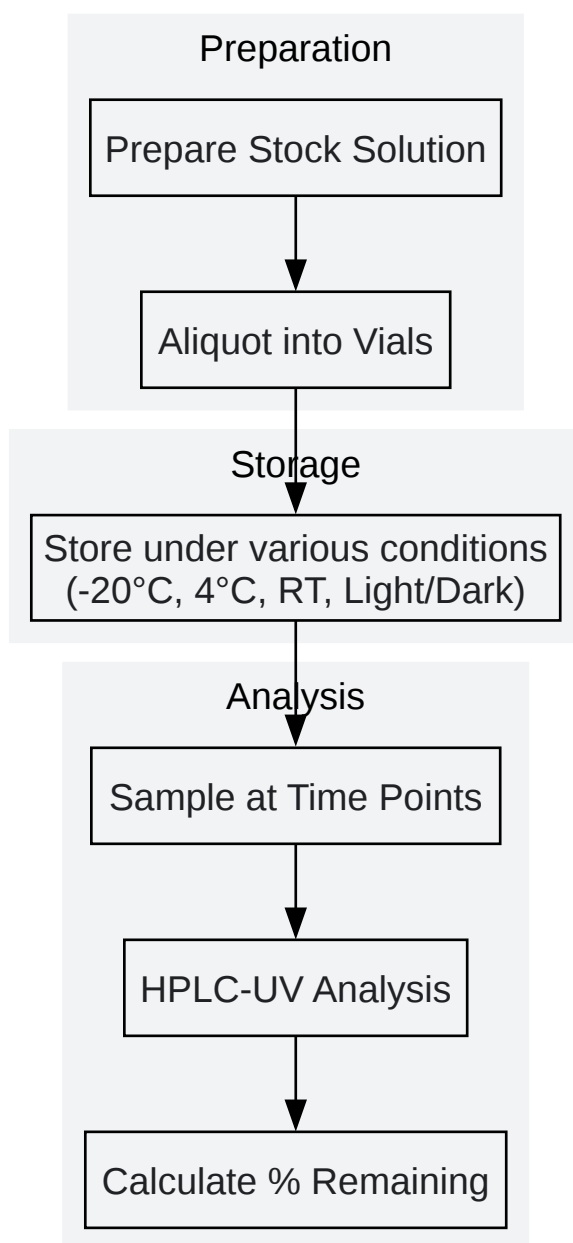 Preparation
Prepare Stock Solution
Aliquot into Vials
Storage
Store under various conditions
(-20°C, 4°C, RT, Light/Dark)
Analysis
Sample at Time Points
HPLC-UV Analysis
Calculate % Remaining